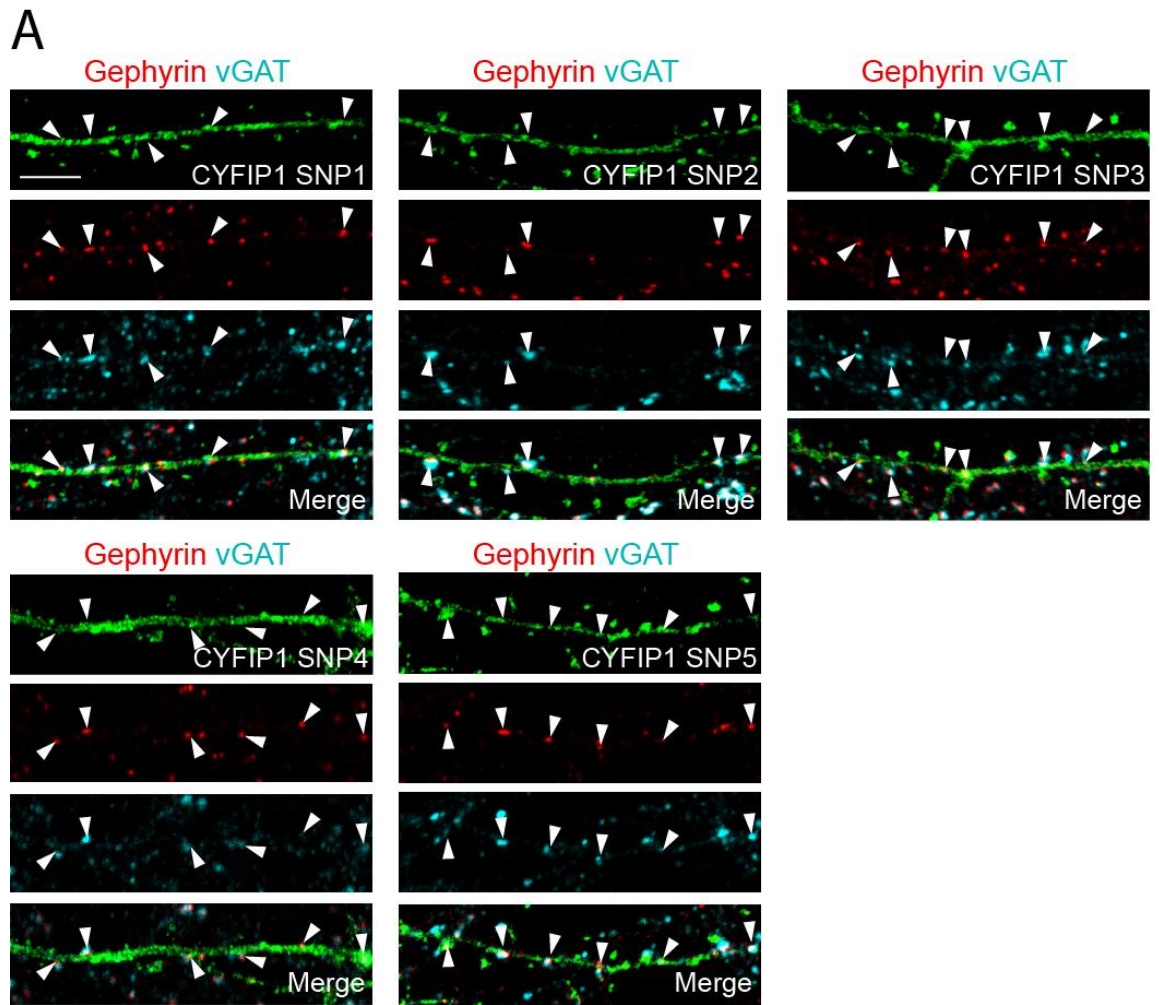 A
Gephyrin vGAT
Gephyrin vGAT
Gephyrin vGAT
CYFIP1 SNP1
CYFIP1 SNP2
CYFIP1 SNP3
Merge
Merge
Merge
Gephyrin vGAT
Gephyrin vGAT
CYFIP1 SNP4
CYFIP1 SNP5
Merge
Merge